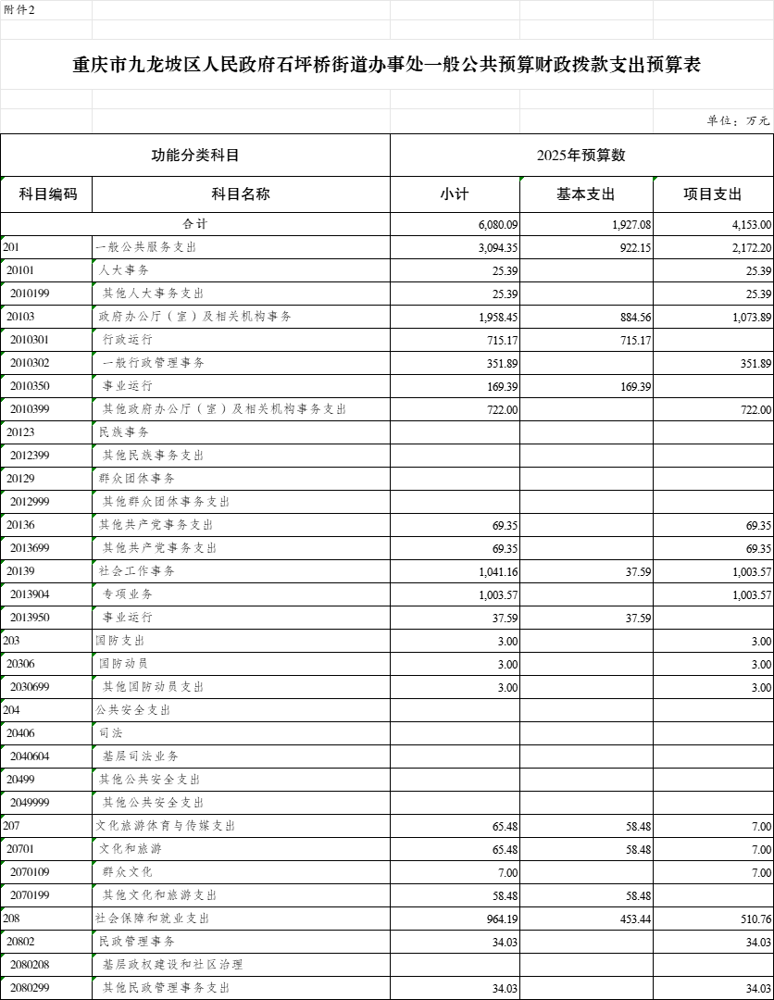 附件2
重庆市九龙坡区人民政府石坪桥街道办事处一般公共预算财政拨款支出预算表
单位：万元
功能分类科目 2025年预算数
科目编码 科目名称 小计 基本支出 项目支出
合计 6,080.09 1,927.08 4,153.00
201 一般公共服务支出 3,094.35 922.15 2,172.20
20101 人大事务 25.39 25.39
2010199 其他人大事务支出 25.39 25.39
20103 政府办公厅（室）及相关机构事务 1,958.45 884.56 1,073.89
2010301 行政运行 715.17 715.17
2010302 一般行政管理事务 351.89 351.89
2010350 事业运行 169.39 169.39
2010399 其他政府办公厅（室）及相关机构事务支出 722.00 722.00
20123 民族事务
2012399 其他民族事务支出
20129 群众团体事务
2012999 其他群众团体事务支出
20136 其他共产党事务支出 69.35 69.35
2013699 其他共产党事务支出 69.35 69.35
20139 社会工作事务 1,041.16 37.59 1,003.57
2013904 专项业务 1,003.57 1,003.57
2013950 事业运行 37.59 37.59
203 国防支出 3.00 3.00
20306 国防动员 3.00 3.00
2030699 其他国防动员支出 3.00 3.00
204 公共安全支出
20406 司法
2040604 基层司法业务
20499 其他公共安全支出
2049999 其他公共安全支出
207 文化旅游体育与传媒支出 65.48 58.48 7.00
20701 文化和旅游 65.48 58.48 7.00
2070109 群众文化 7.00 7.00
2070199 其他文化和旅游支出 58.48 58.48
208 社会保障和就业支出 964.19 453.44 510.76
20802 民政管理事务 34.03 34.03
2080208 基层政权建设和社区治理
2080299 其他民政管理事务支出 34.03 34.03